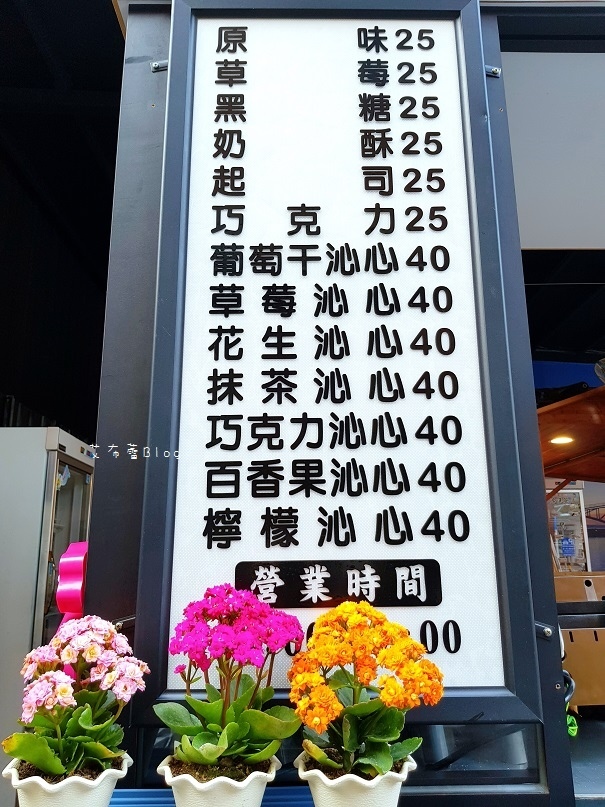 原味25
草莓25
黑糖25
奶酥25
起司25
巧克力25
葡萄干沁心40
草莓沁心40
花生沁心40
抹茶沁心40
巧克力沁心40
百香果沁心40
檸檬沁心40
艾布蕾Blog
營業時間
00